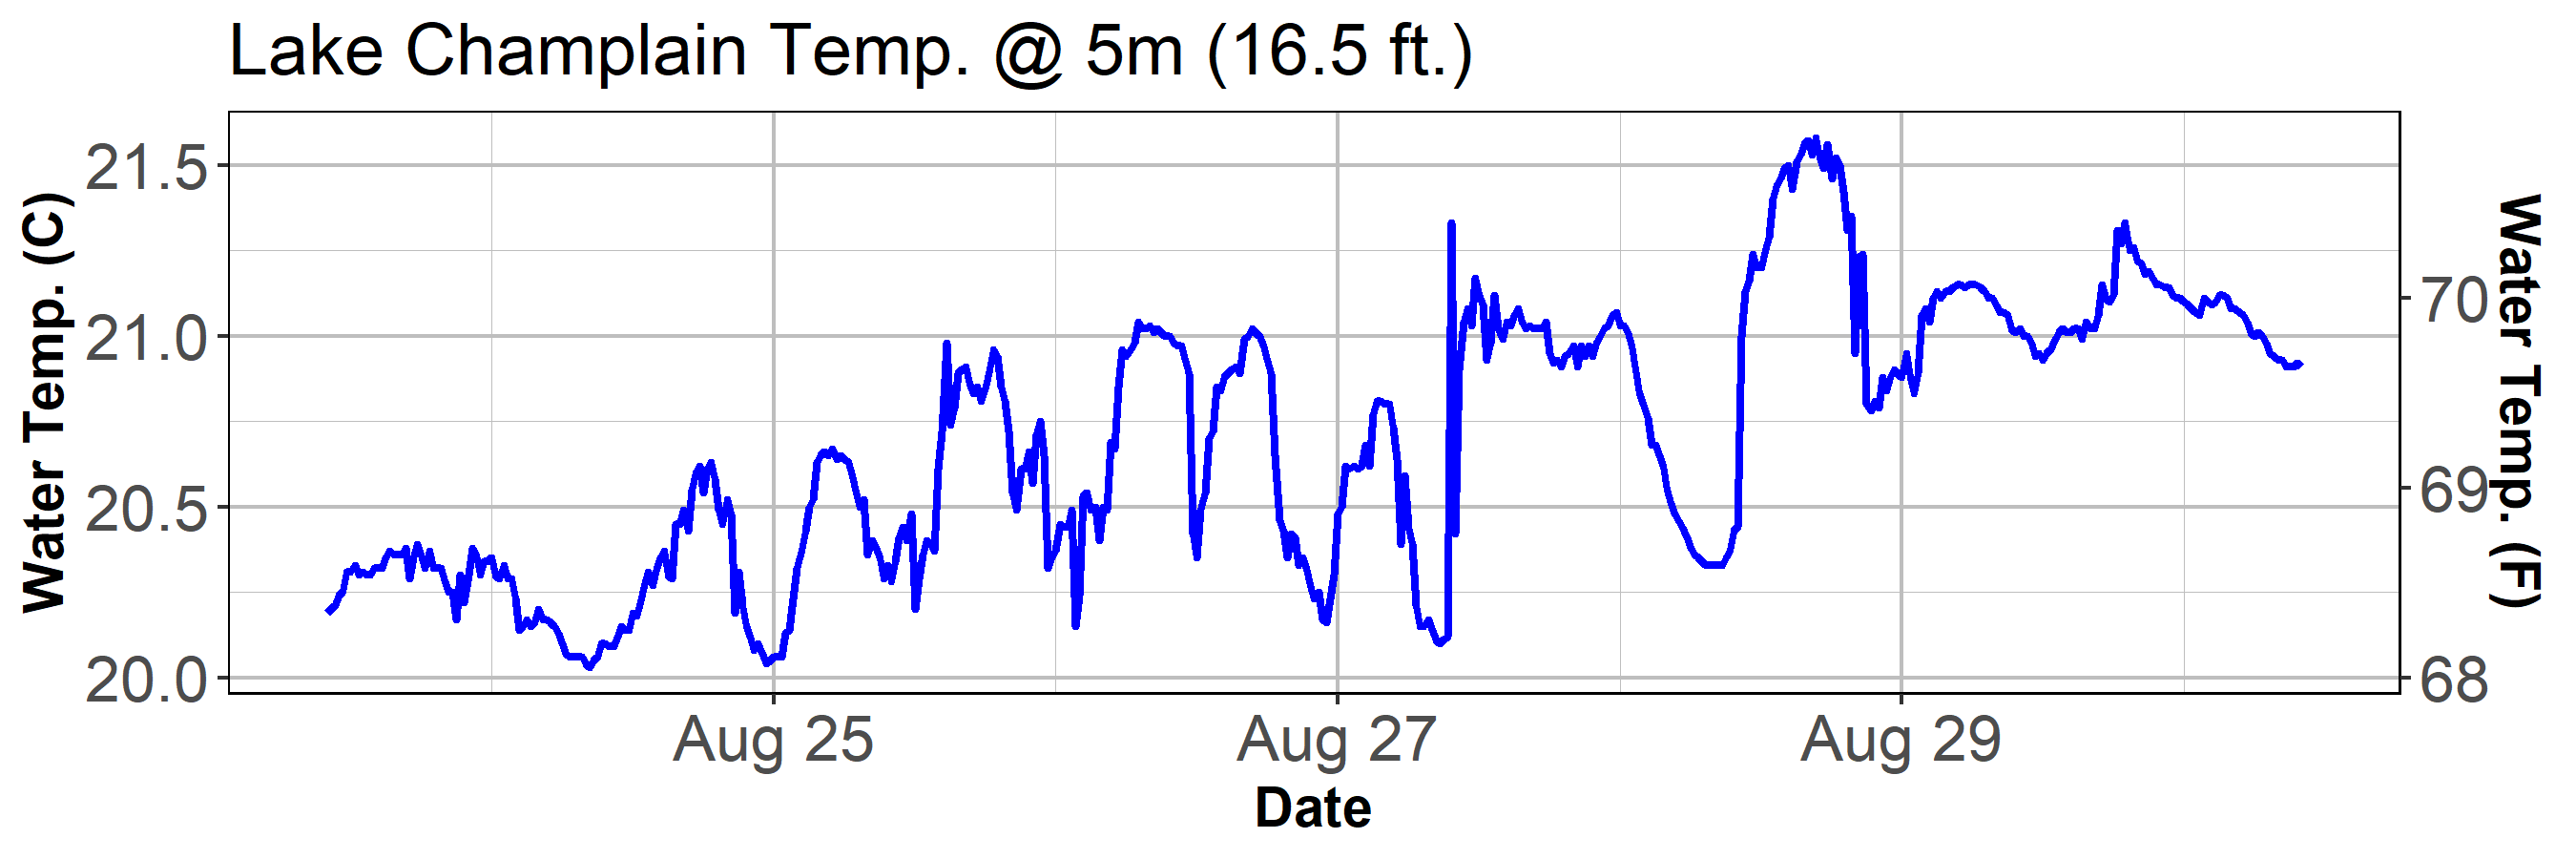 Lake Champlain Temp. @ 5m (16.5 ft.)
Water Temp. (C)
21.5
21.0
20.5
20.0
70
69
68
Water Temp. (F)
Aug 25
Aug 27
Aug 29
Date